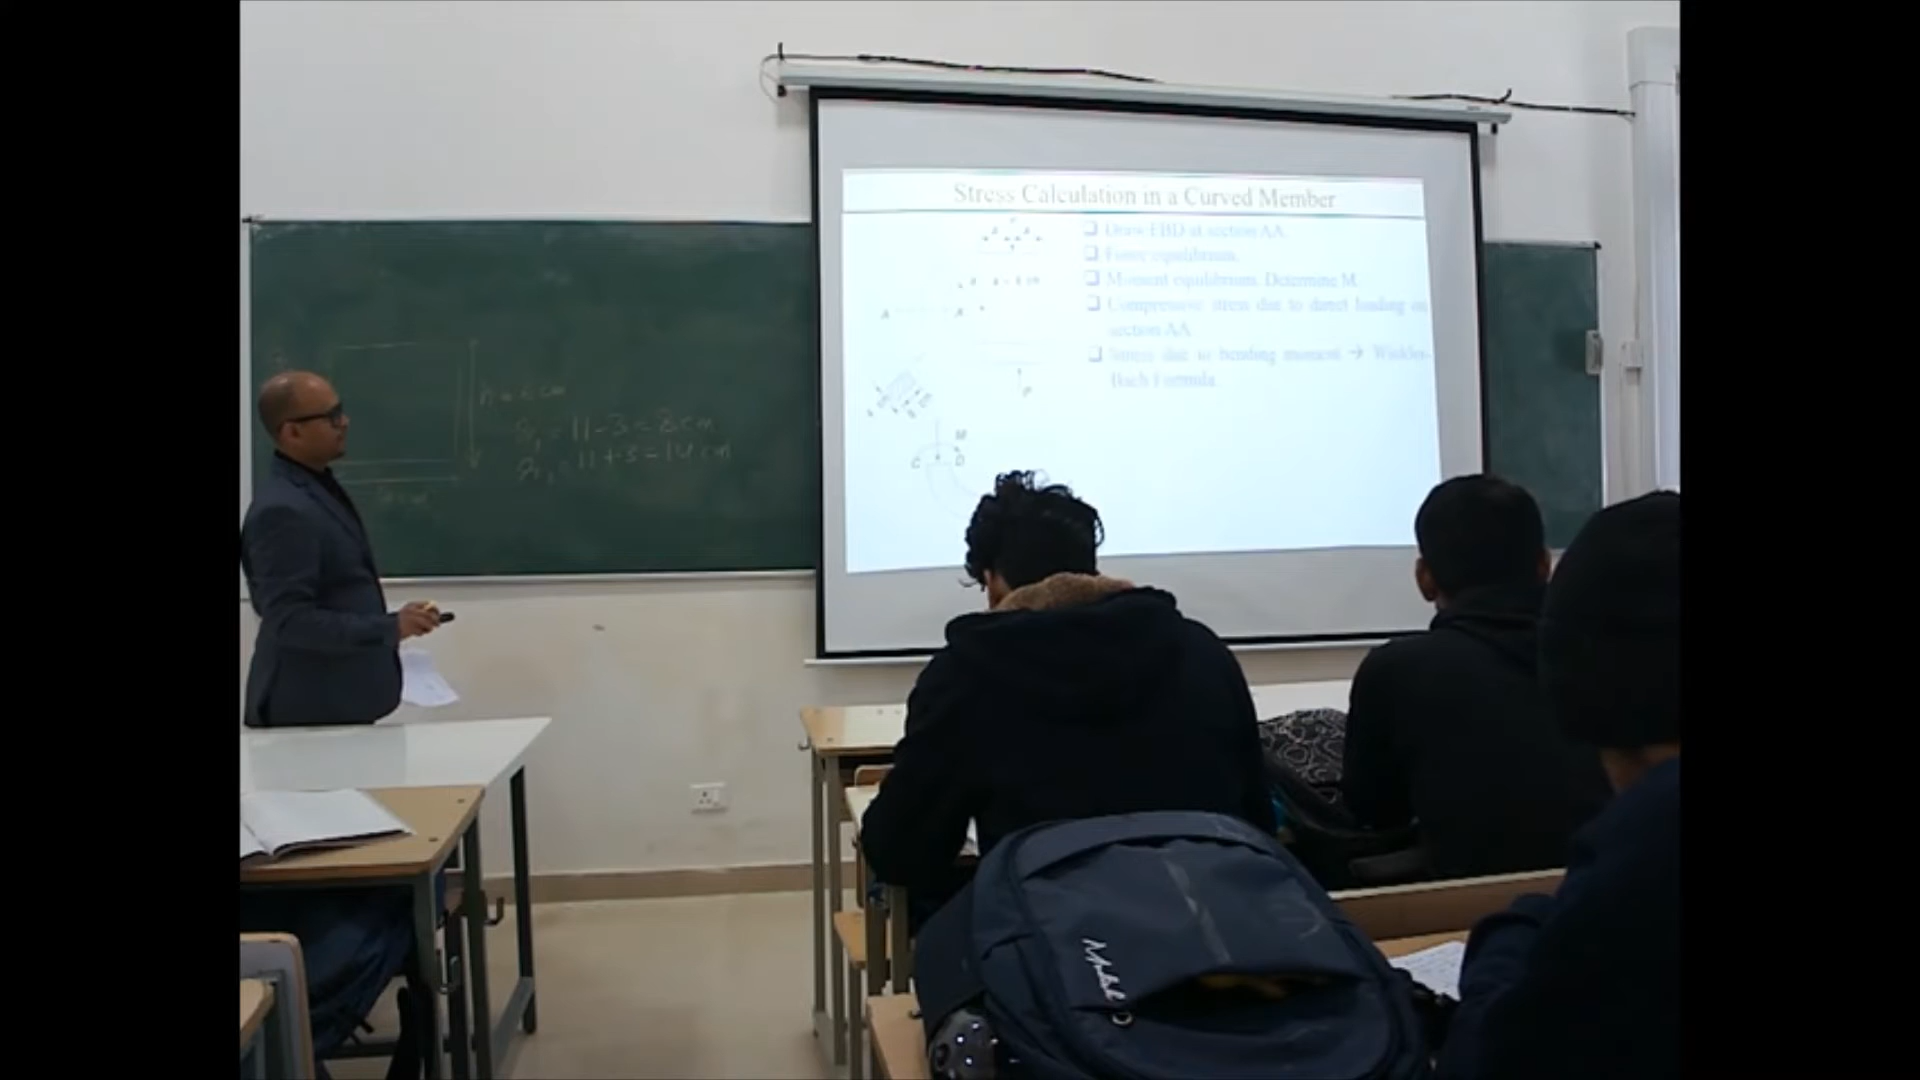 Stress Calculation in a Curved Member
❑ Draw FBD at section AA.
❑ Force equilibrium.
❑ Moment equilibrium. Determine M.
❑ Compressive stress due to direct loading on
section AA
❑ Stress due to bending moment → Winkler-
Bach Formula.
A A
M
C D
h = 6 cm
= 11 - 3 = 8 cm
= 11 + 3 = 14 cm